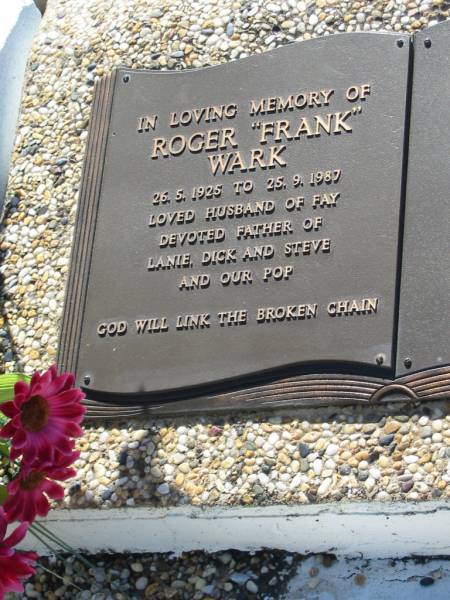 IN LOVING MEMORY OF
ROGER "FRANK"
WARK
26. 5. 1925 TO 25. 9. 1987
LOVED HUSBAND OF FAY
DEVOTED FATHER OF
LANIE, DICK AND STEVE
AND OUR POP
GOD WILL LINK THE BROKEN CHAIN